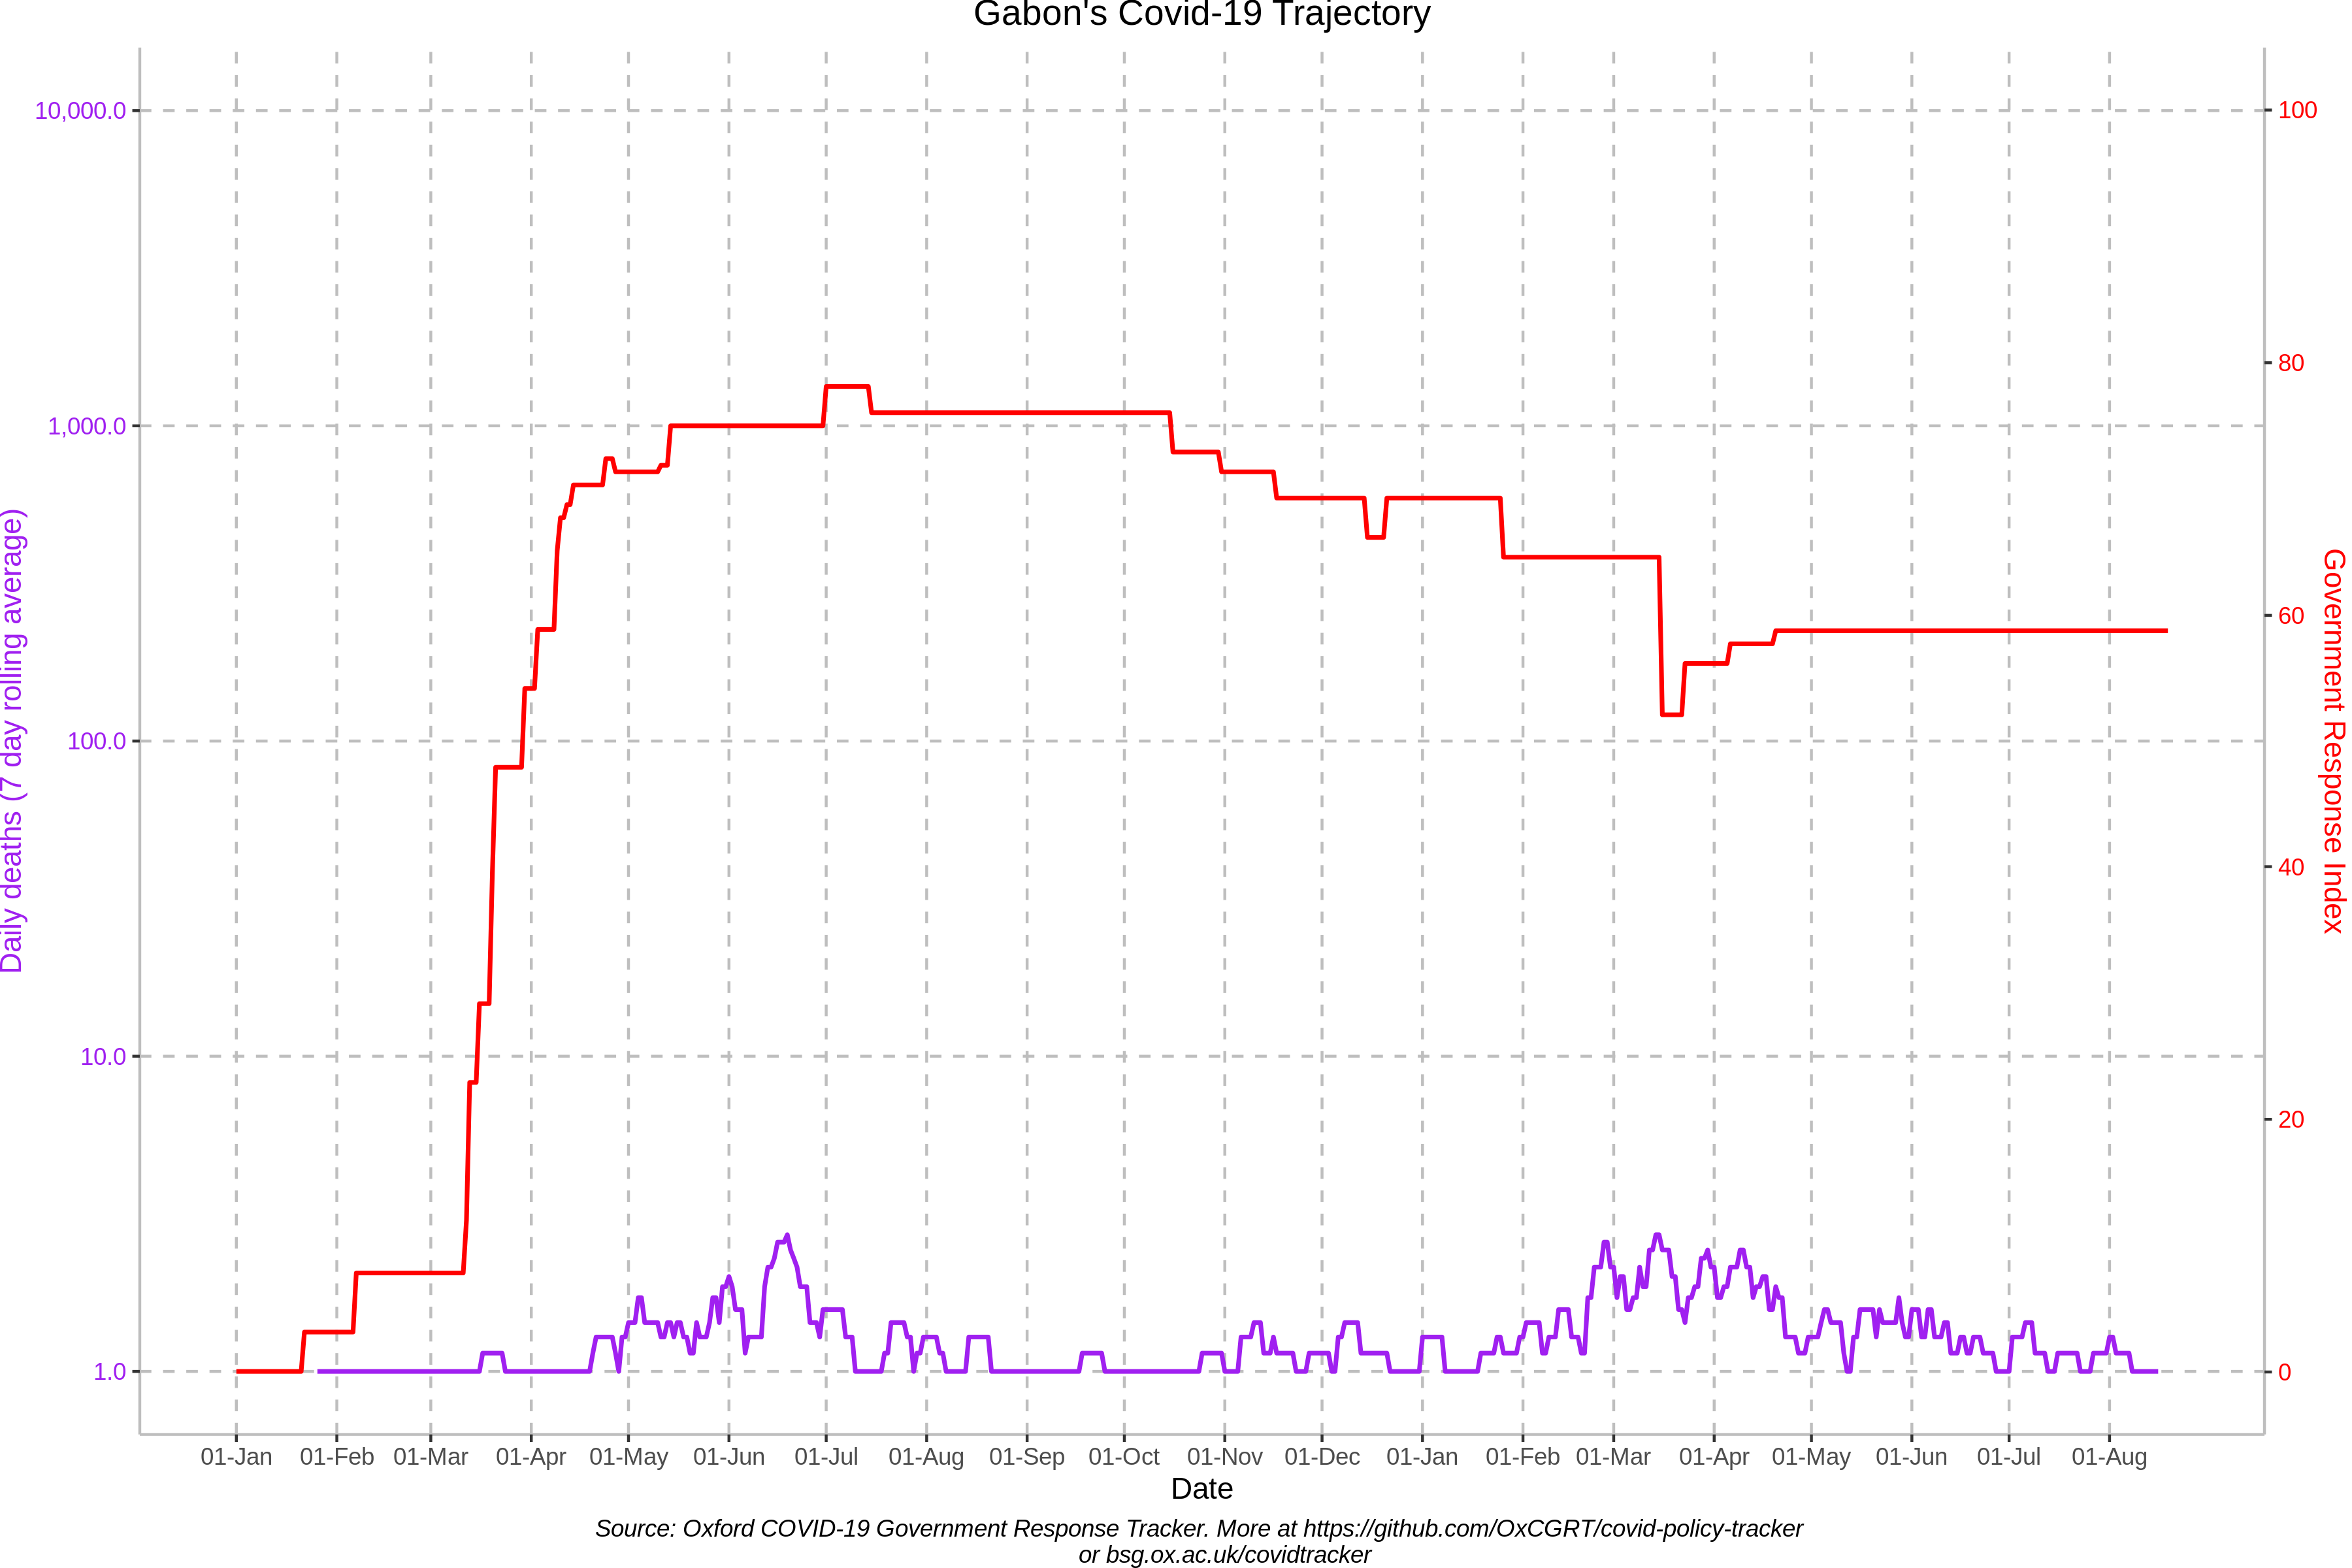 Gabon's Covid-19 Trajectory
10,000.0
1,000.0
100.0
10.0
1.0
Daily deaths (7 day rolling average)
100
80
60
40
20
0
Government Response Index
01-Jan 01-Feb 01-Mar 01-Apr 01-May 01-Jun 01-Jul 01-Aug 01-Sep 01-Oct 01-Nov 01-Dec 01-Jan 01-Feb 01-Mar 01-Apr 01-May 01-Jun 01-Jul 01-Aug
Date
Source: Oxford COVID-19 Government Response Tracker. More at https://github.com/OxCGRT/covid-policy-tracker
or bsg.ox.ac.uk/covidtracker